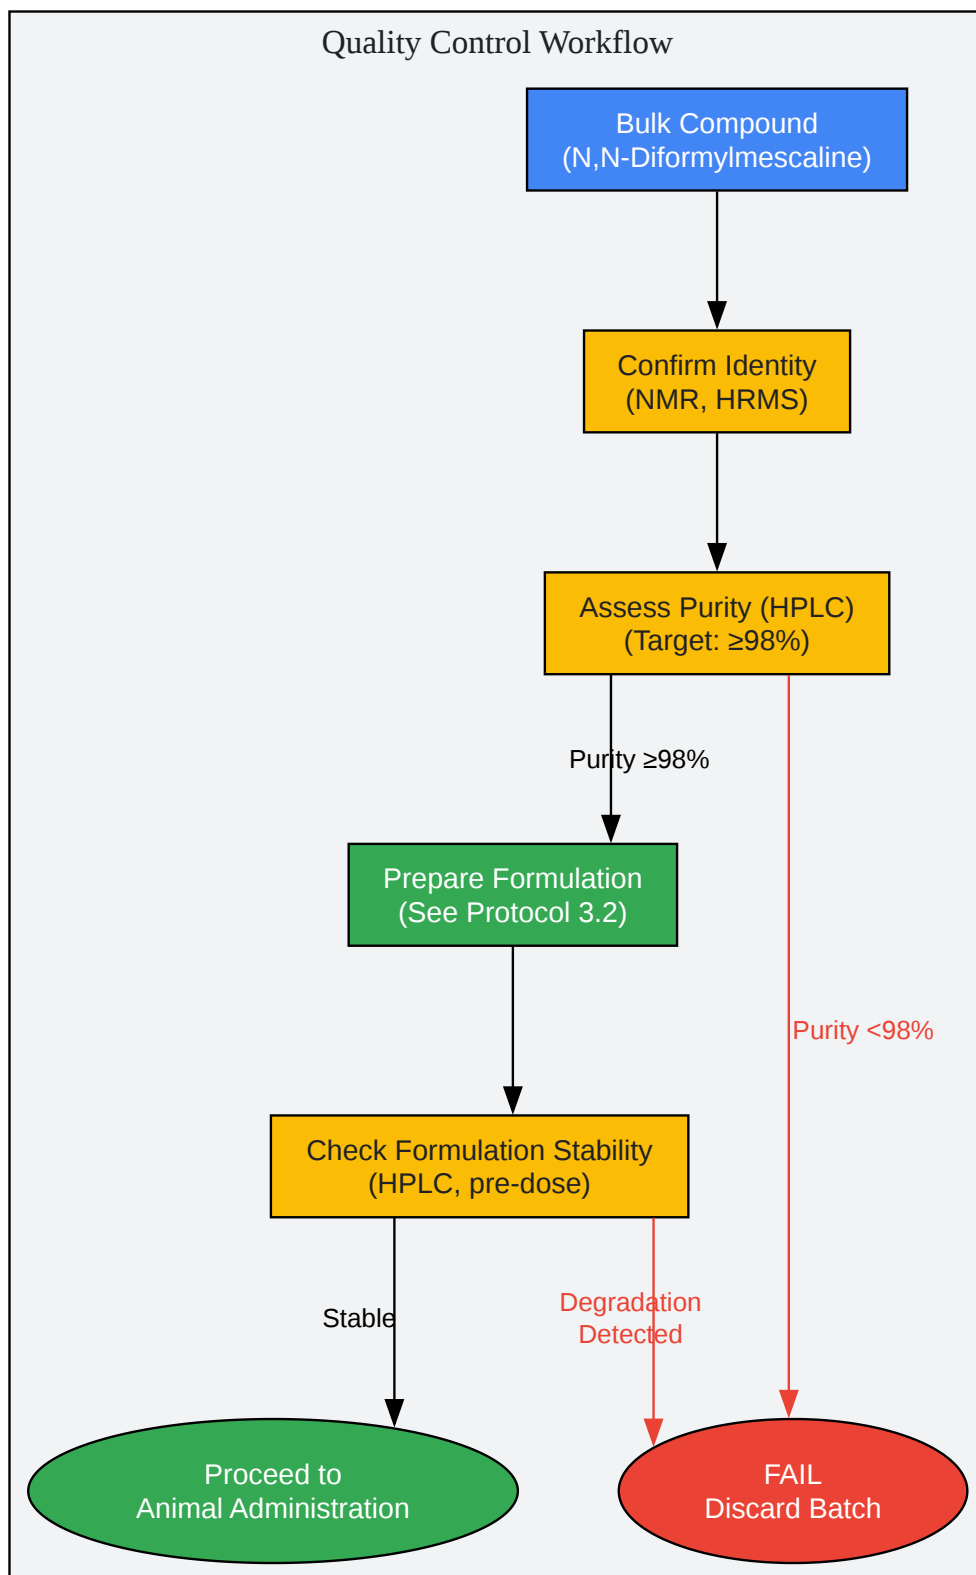 Quality Control Workflow
Bulk Compound
(N,N-Diformylmescaline)
Confirm Identity
(NMR, HRMS)
Assess Purity (HPLC)
(Target: ≥98%)
Purity ≥98%
Prepare Formulation
(See Protocol 3.2)
Purity <98%
Check Formulation Stability
(HPLC, pre-dose)
Stable
Degradation
Detected
Proceed to
Animal Administration
FAIL
Discard Batch